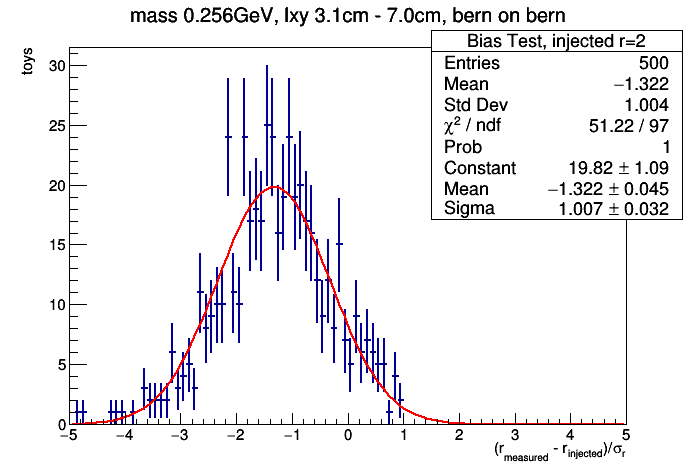 mass 0.256GeV, lxy 3.1cm - 7.0cm, bern on bern
Bias Test, injected r=2
Entries 500
Mean −1.322
Std Dev 1.004
χ² / ndf 51.22 / 97
Prob 1
Constant 19.82 ± 1.09
Mean −1.322 ± 0.045
Sigma 1.007 ± 0.032
toys
30
25
20
15
10
5
0
−5 −4 −3 −2 −1 0 1 2 3 4 5
(r_measured - r_injected)/σ_r